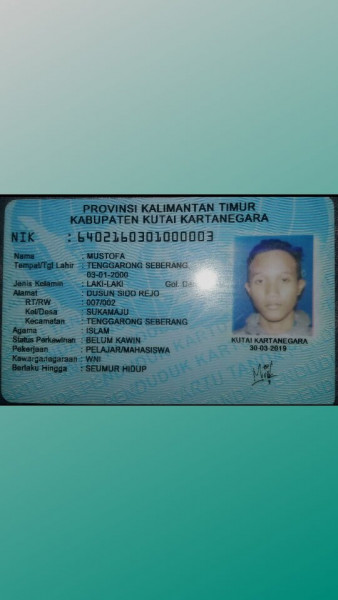 PROVINSI KALIMANTAN TIMUR
KABUPATEN KUTAI KARTANEGARA
NIK : 6402160301000003
Nama : MUSTOFA
Tempat/Tgl Lahir : TENGGARONG SEBERANG,
03-01-2000
Jenis Kelamin : LAKI-LAKI Gol. Darah
Alamat : DUSUN SIDO REJO
RT/RW : 007/002
Kel/Desa : SUKAMAJU
Kecamatan : TENGGARONG SEBERANG
Agama : ISLAM
Status Perkawinan : BELUM KAWIN
Pekerjaan : PELAJAR/MAHASISWA
Kewarganegaraan : WNI
Berlaku Hingga : SEUMUR HIDUP
KUTAI KARTANEGARA
30-03-2019